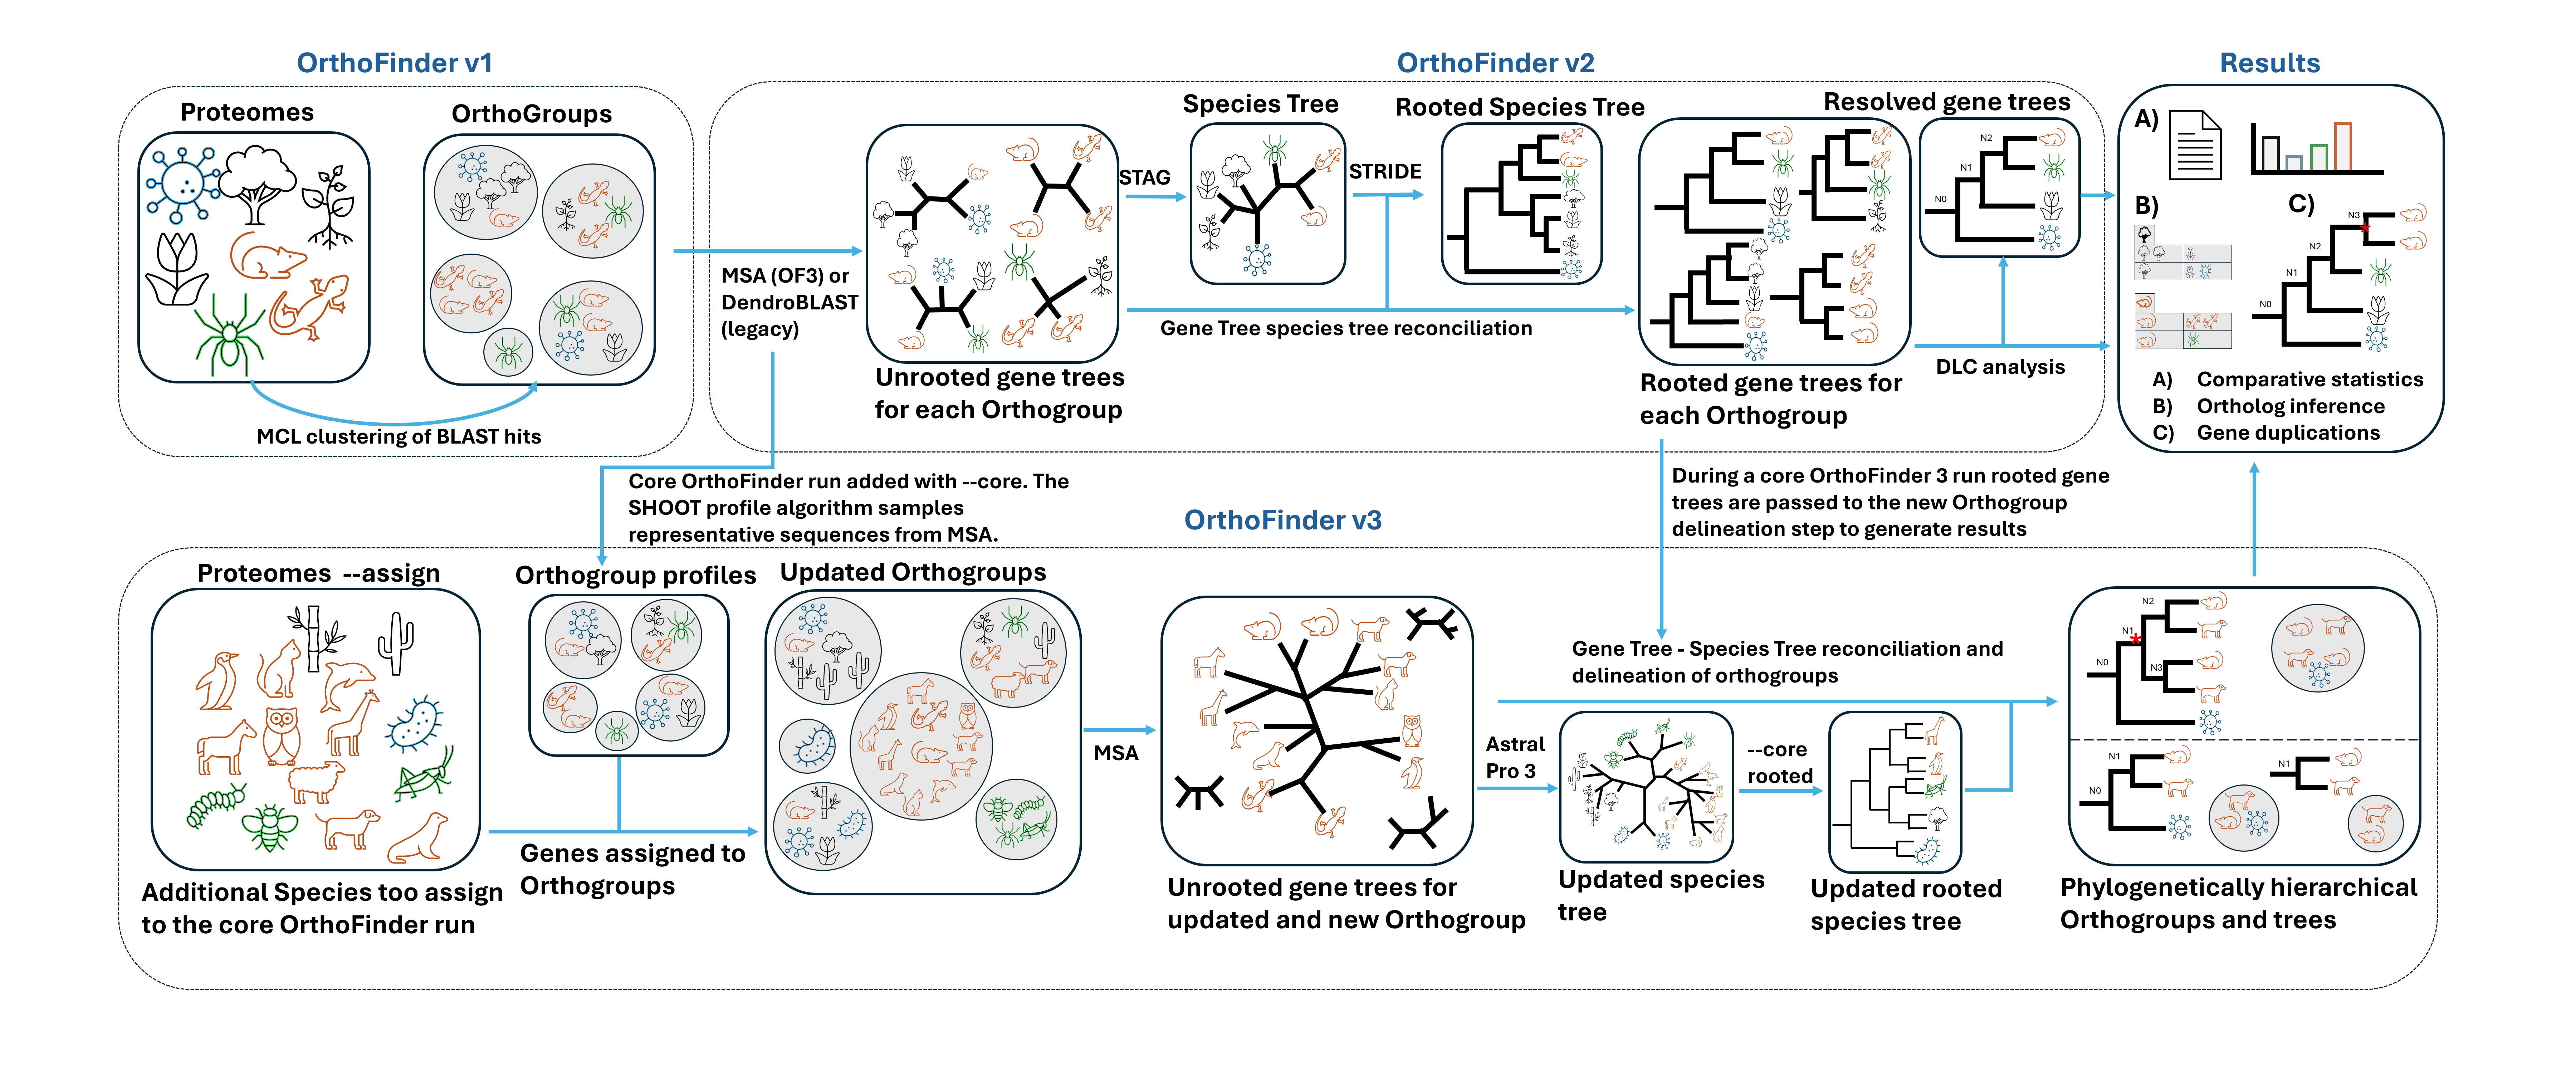 OrthoFinder v1
Proteomes
OrthoGroups
MCL clustering of BLAST hits
OrthoFinder v2
MSA (OF3) or
DendroBLAST
(legacy)
Unrooted gene trees
for each Orthogroup
STAG
Species Tree
STRIDE
Rooted Species Tree
Gene Tree species tree reconciliation
Rooted gene trees for
each Orthogroup
Resolved gene trees
N2
N1
N0
DLC analysis
Results
A)
B)
C)
N3
N2
N1
N0
A) Comparative statistics
B) Ortholog inference
C) Gene duplications
Core OrthoFinder run added with --core. The
SHOOT profile algorithm samples
representative sequences from MSA.
During a core OrthoFinder 3 run rooted gene
trees are passed to the new Orthogroup
delineation step to generate results
OrthoFinder v3
Proteomes --assign
Additional Species too assign
to the core OrthoFinder run
Orthogroup profiles
Genes assigned to
Orthogroups
Updated Orthogroups
MSA
Unrooted gene trees for
updated and new Orthogroup
Gene Tree - Species Tree reconciliation and
delineation of orthogroups
Astral
Pro 3
Updated species
tree
--core
rooted
Updated rooted
species tree
N2
N1
N0
N3
N1
N0
N1
Phylogenetically hierarchical
Orthogroups and trees